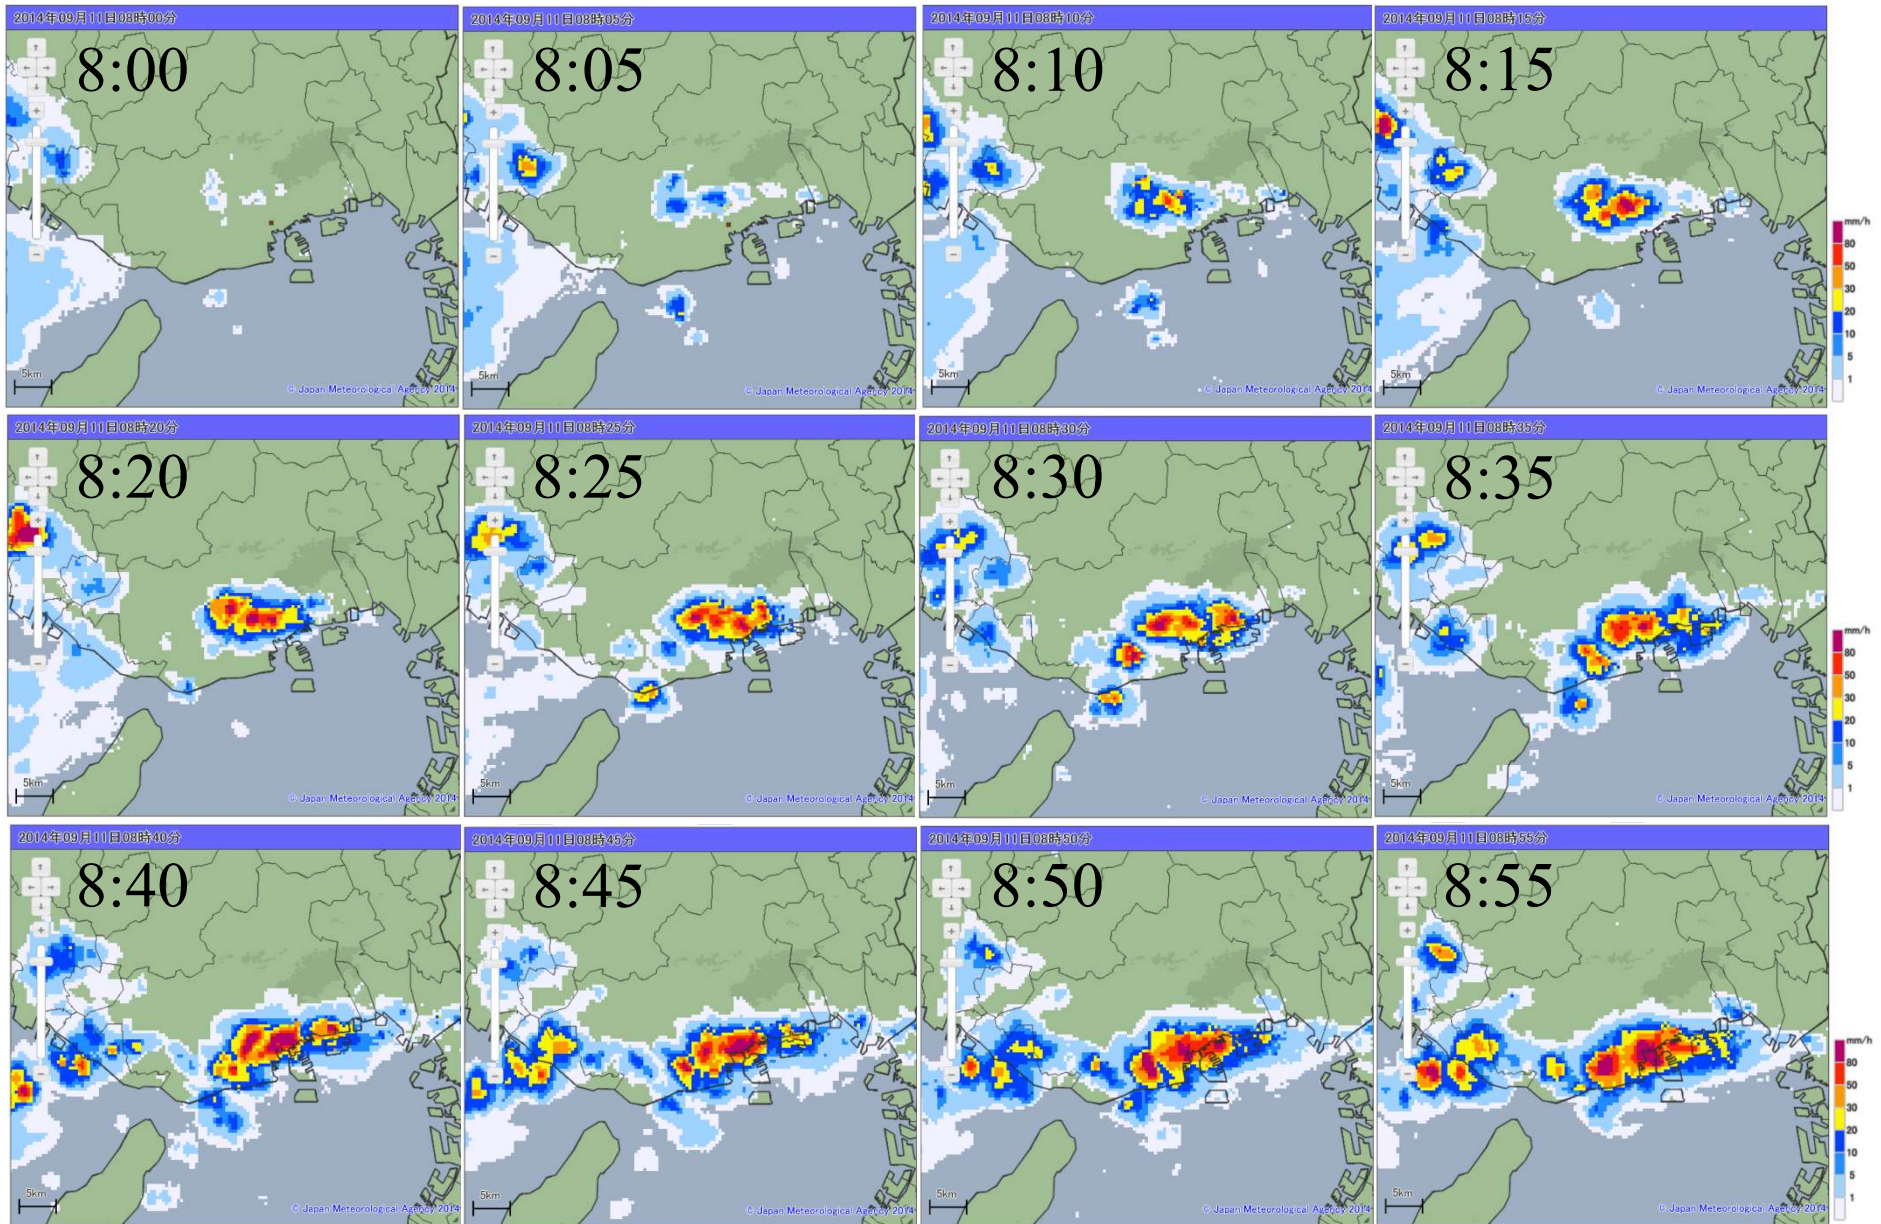 2014年09月11日08時00分
8:00
5km
© Japan Meteorological Agency 2014
2014年09月11日08時05分
8:05
5km
© Japan Meteorological Agency 2014
2014年09月11日08時10分
8:10
5km
© Japan Meteorological Agency 2014
2014年09月11日08時15分
8:15
5km
© Japan Meteorological Agency 2014
mm/h
80
50
30
20
10
5
1
2014年09月11日08時20分
8:20
5km
© Japan Meteorological Agency 2014
2014年09月11日08時25分
8:25
5km
© Japan Meteorological Agency 2014
2014年09月11日08時30分
8:30
5km
© Japan Meteorological Agency 2014
2014年09月11日08時35分
8:35
5km
© Japan Meteorological Agency 2014
mm/h
80
50
30
20
10
5
1
2014年09月11日08時40分
8:40
5km
© Japan Meteorological Agency 2014
2014年09月11日08時45分
8:45
5km
© Japan Meteorological Agency 2014
2014年09月11日08時50分
8:50
5km
© Japan Meteorological Agency 2014
2014年09月11日08時55分
8:55
5km
© Japan Meteorological Agency 2014
mm/h
80
50
30
20
10
5
1